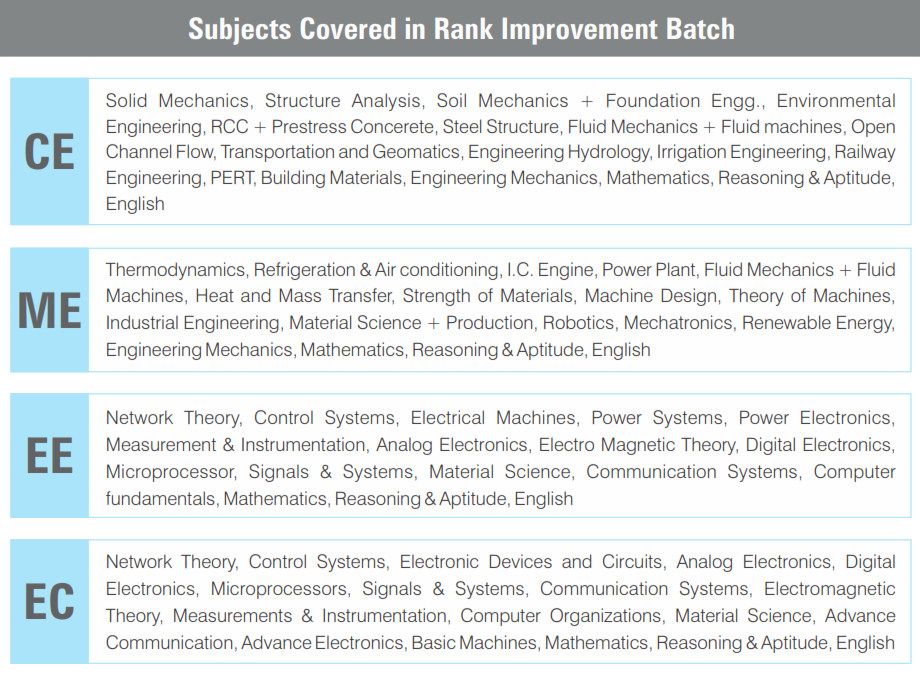 Subjects Covered in Rank Improvement Batch
CE
Solid Mechanics, Structure Analysis, Soil Mechanics + Foundation Engg., Environmental
Engineering, RCC + Prestress Concerete, Steel Structure, Fluid Mechanics + Fluid machines, Open
Channel Flow, Transportation and Geomatics, Engineering Hydrology, Irrigation Engineering, Railway
Engineering, PERT, Building Materials, Engineering Mechanics, Mathematics, Reasoning & Aptitude,
English
ME
Thermodynamics, Refrigeration & Air conditioning, I.C. Engine, Power Plant, Fluid Mechanics + Fluid
Machines, Heat and Mass Transfer, Strength of Materials, Machine Design, Theory of Machines,
Industrial Engineering, Material Science + Production, Robotics, Mechatronics, Renewable Energy,
Engineering Mechanics, Mathematics, Reasoning & Aptitude, English
EE
Network Theory, Control Systems, Electrical Machines, Power Systems, Power Electronics,
Measurement & Instrumentation, Analog Electronics, Electro Magnetic Theory, Digital Electronics,
Microprocessor, Signals & Systems, Material Science, Communication Systems, Computer
fundamentals, Mathematics, Reasoning & Aptitude, English
EC
Network Theory, Control Systems, Electronic Devices and Circuits, Analog Electronics, Digital
Electronics, Microprocessors, Signals & Systems, Communication Systems, Electromagnetic
Theory, Measurements & Instrumentation, Computer Organizations, Material Science, Advance
Communication, Advance Electronics, Basic Machines, Mathematics, Reasoning & Aptitude, English